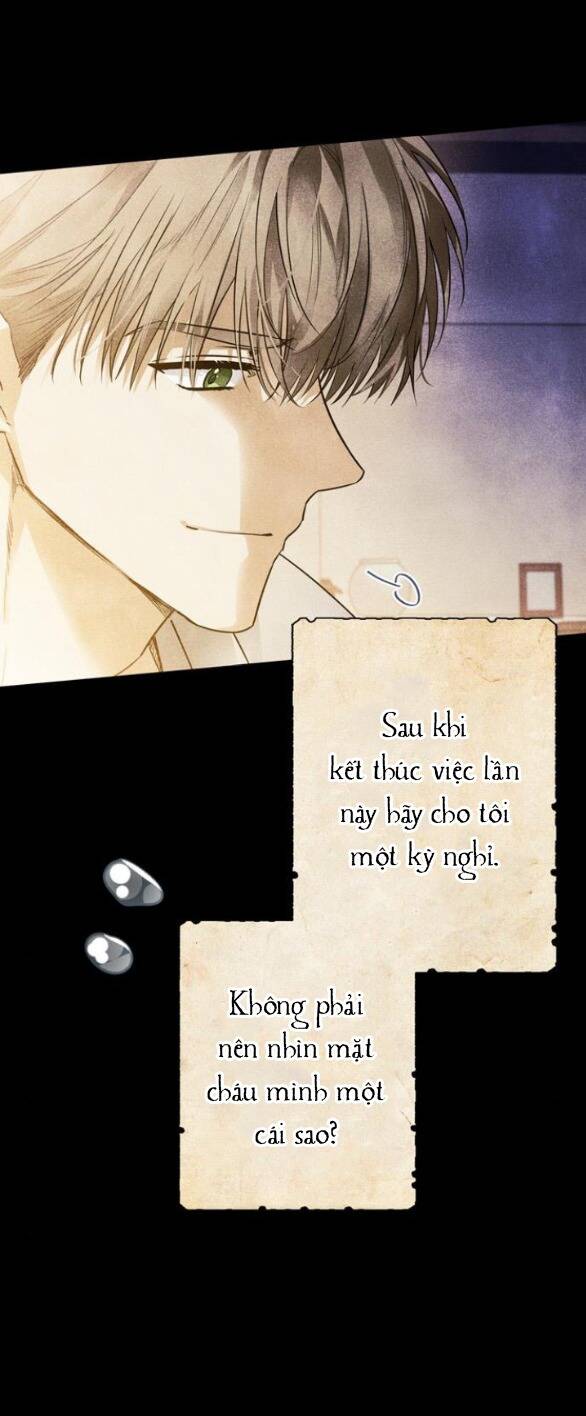 Sau khi
kết thúc việc lần
này hãy cho tôi
một kỳ nghỉ.
Không phải
nên nhìn mặt
cháu mình một
cái sao?